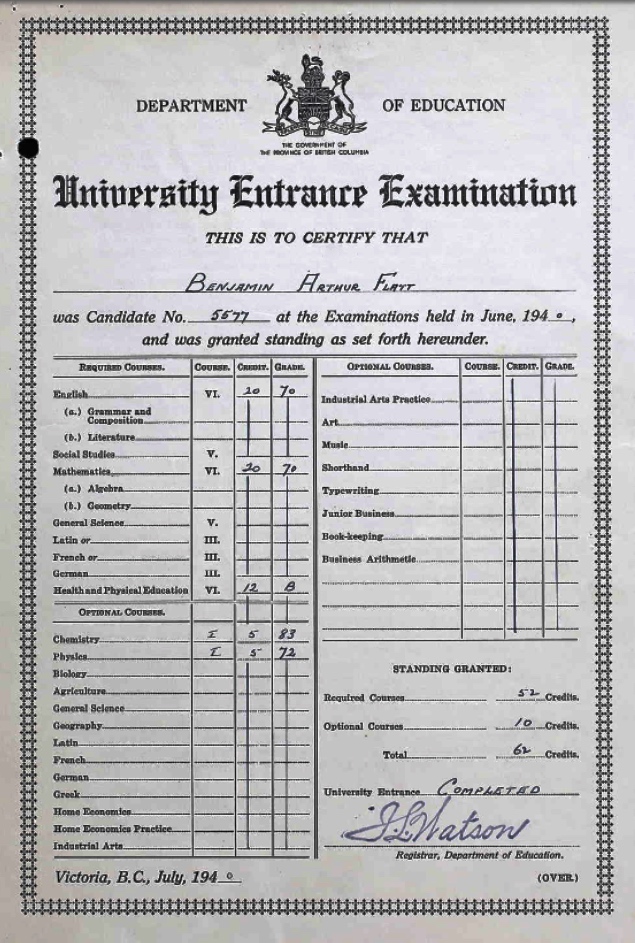 DEPARTMENT OF EDUCATION
THE GOVERNMENT OF
THE PROVINCE OF BRITISH COLUMBIA
University Entrance Examination
THIS IS TO CERTIFY THAT
BENJAMIN ARTHUR FLATT
was Candidate No. 5577 at the Examinations held in June, 1940,
and was granted standing as set forth hereunder.
REQUIRED COURSES. COURSE. CREDIT. GRADE.
English VI. 20 70
(a.) Grammar and
Composition
(b.) Literature
Social Studies V.
Mathematics VI. 20 70
(a.) Algebra
(b.) Geometry
General Science V.
Latin or III.
French or III.
German III.
Health and Physical Education VI. 12 B
OPTIONAL COURSES.
Chemistry I 5 83
Physics I 5 72
Biology
Agriculture
General Science
Geography
Latin
French
German
Greek
Home Economics
Home Economics Practice
Industrial Arts
OPTIONAL COURSES. COURSE. CREDIT. GRADE.
Industrial Arts Practice
Art
Music
Shorthand
Typewriting
Junior Business
Book-keeping
Business Arithmetic
STANDING GRANTED:
Required Courses 52 Credits.
Optional Courses 10 Credits.
Total 62 Credits.
University Entrance COMPLETED
Watson
Registrar, Department of Education.
Victoria, B.C., July, 1940
(OVER)